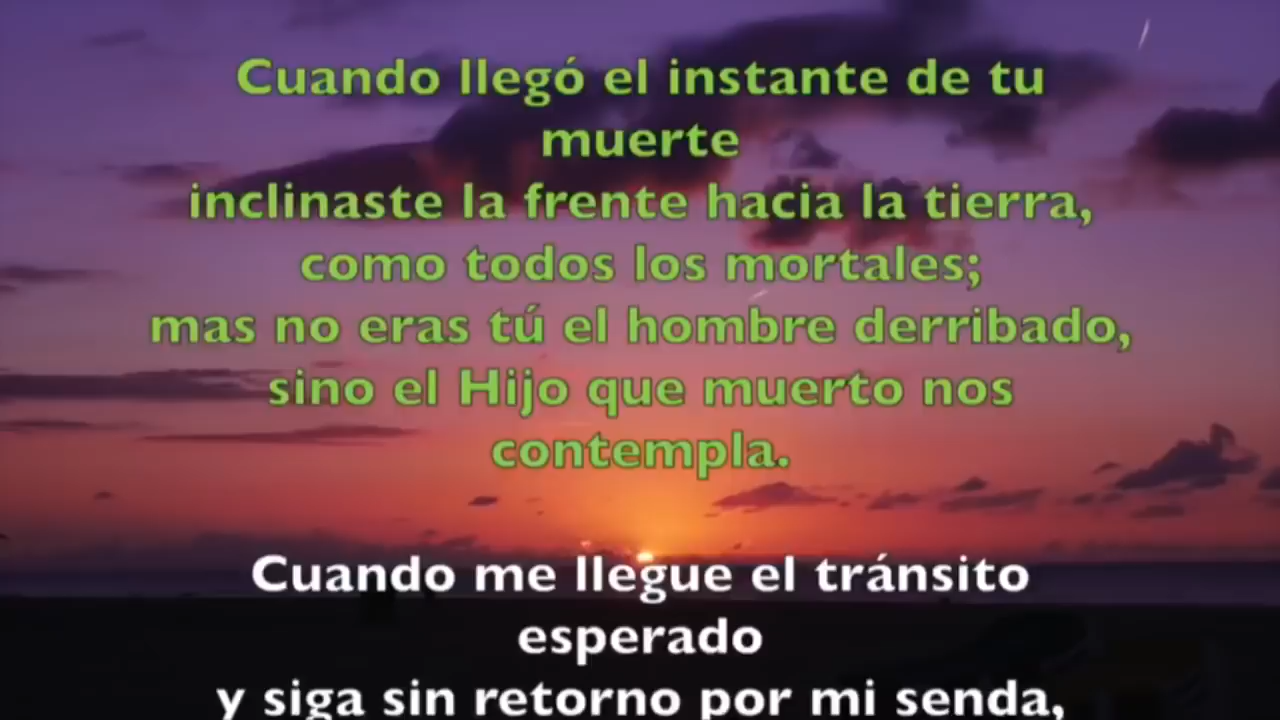 Cuando llegó el instante de tu
muerte
inclinaste la frente hacia la tierra,
como todos los mortales;
mas no eras tú el hombre derribado,
sino el Hijo que muerto nos
contempla.
Cuando me llegue el tránsito
esperado
y siga sin retorno por mi senda,